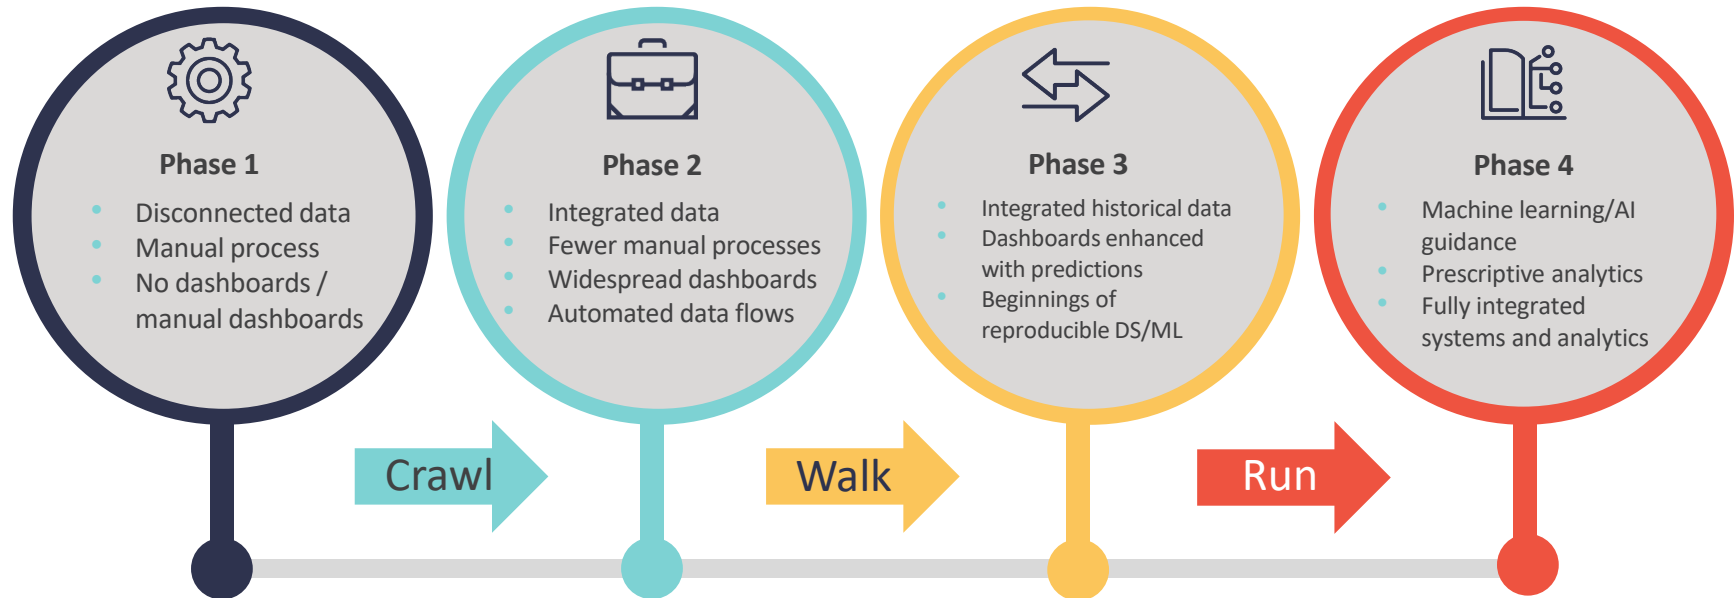 Phase 1
Disconnected data
Manual process
No dashboards /
manual dashboards
Phase 2
Integrated data
Fewer manual processes
Widespread dashboards
Automated data flows
Phase 3
Integrated historical data
Dashboards enhanced
with predictions
Beginnings of
reproducible DS/ML
Phase 4
Machine learning/AI
guidance
Prescriptive analytics
Fully integrated
systems and analytics
Crawl
Walk
Run